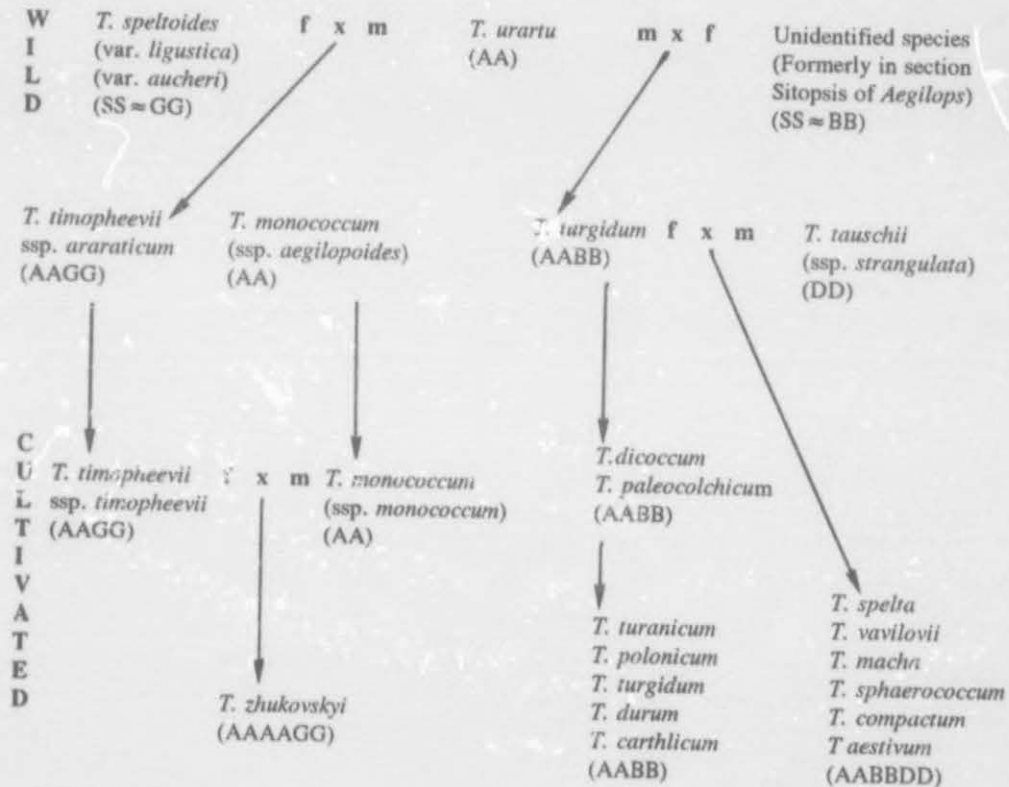 WILD
T. speltoides
(var. ligustica)
(var. aucheri)
(SS ≈ GG)
f x m
T. urartu
(AA)
m x f
Unidentified species
(Formerly in section
Sitopsis of Aegilops)
(SS ≈ BB)
T. timopheevii
ssp. araraticum
(AAGG)
T. monococcum
(ssp. aegilopoides)
(AA)
T. turgidum
(AABB)
f x m
T. tauschii
(ssp. strangulata)
(DD)
CULTIVATED
T. timopheevii
ssp. timopheevii
(AAGG)
x m
T. monococcum
(ssp. monococcum)
(AA)
T.dicoccum
T. paleocolchicum
(AABB)
T. zhukovskyi
(AAAAGG)
T. turanicum
T. polonicum
T. turgidum
T. durum
T. carthlicum
(AABB)
T. spelta
T. vavilovii
T. macha
T. sphaerococcum
T. compactum
T aestivum
(AABBDD)